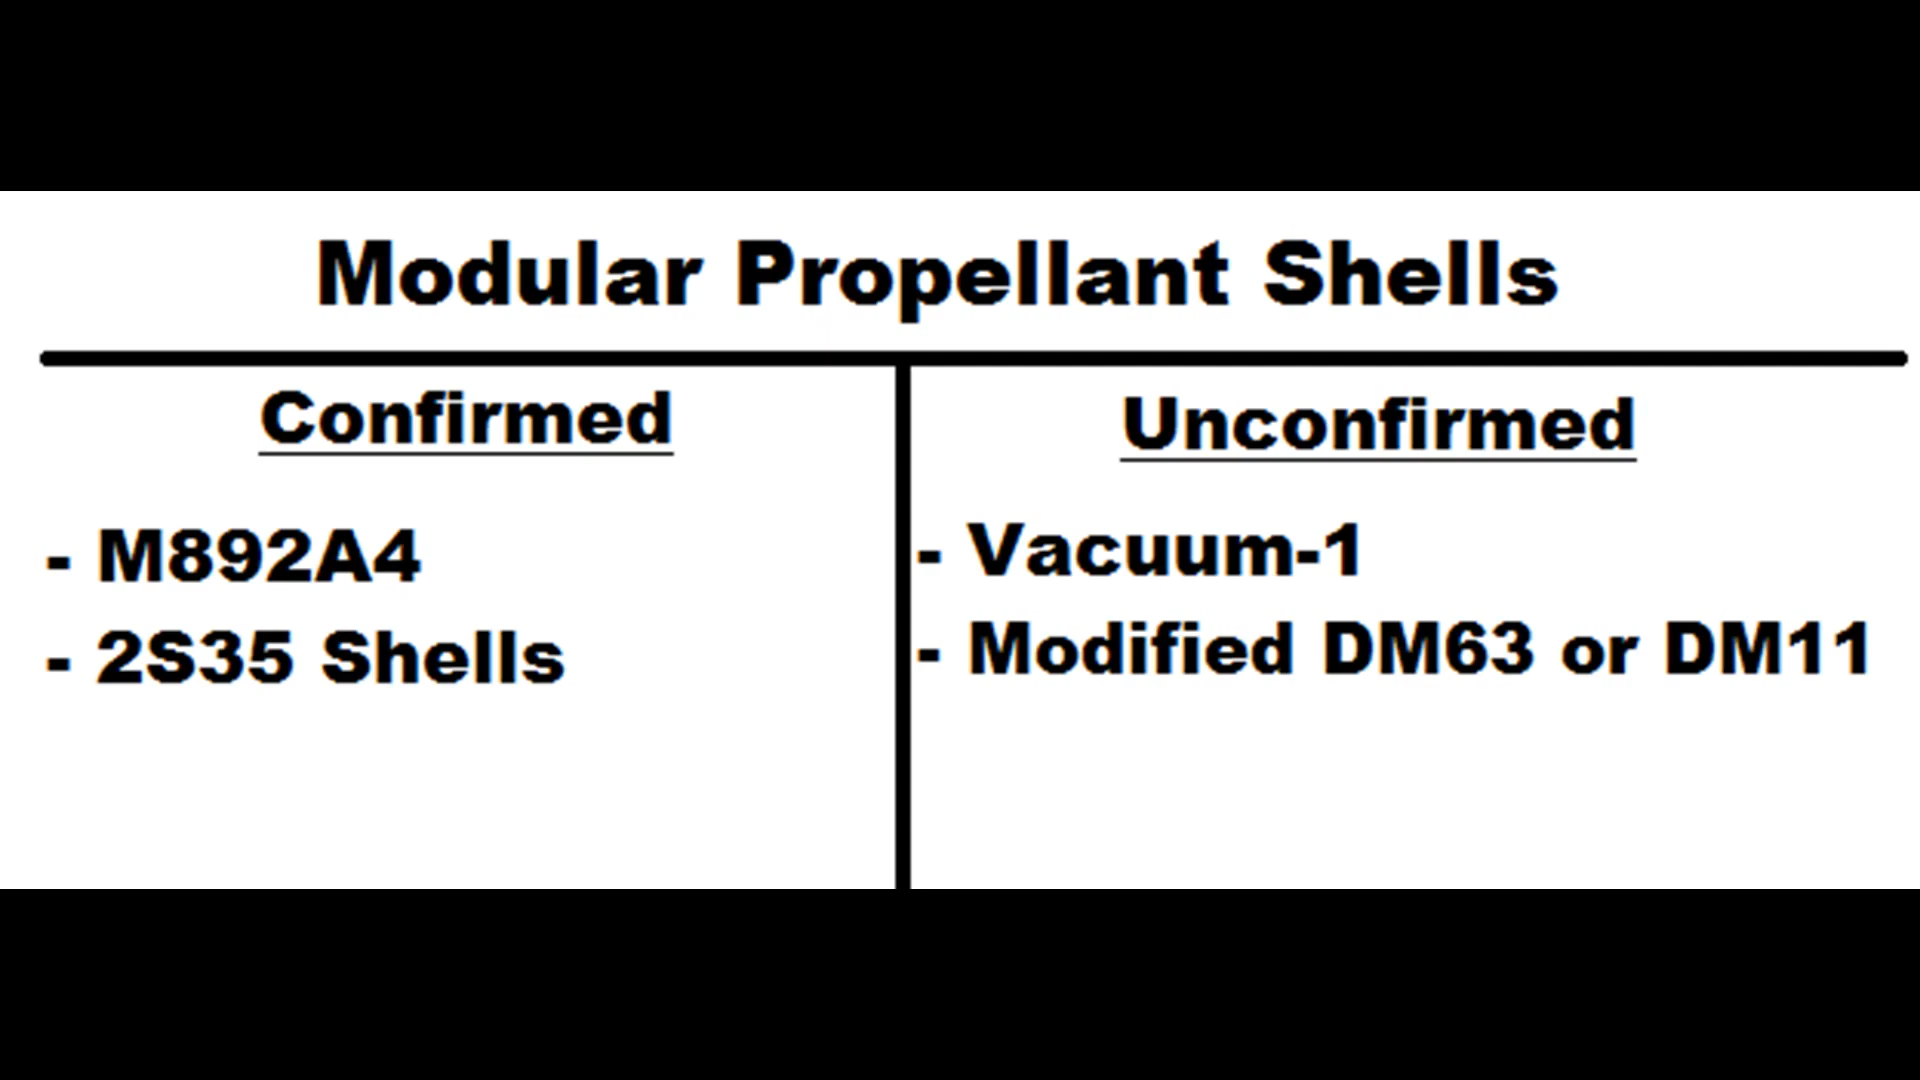 Modular Propellant Shells
Confirmed
- M892A4
- 2S35 Shells
Unconfirmed
- Vacuum-1
- Modified DM63 or DM11